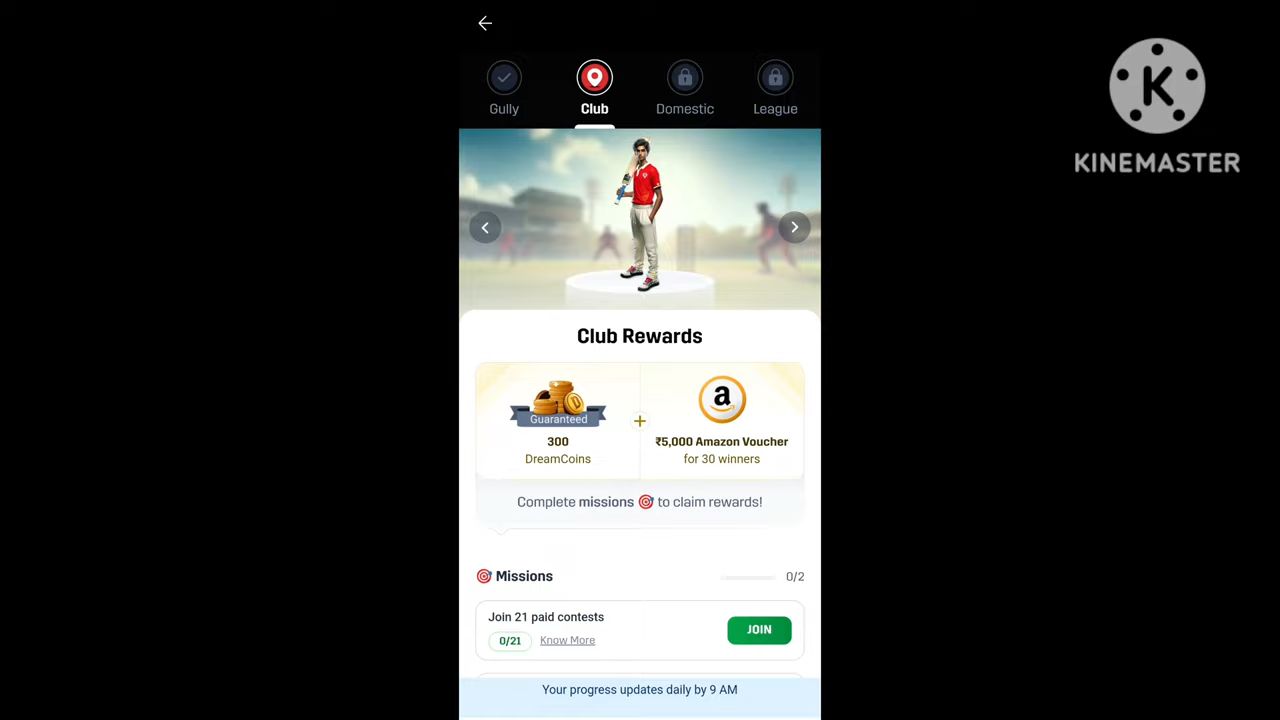 Gully
Club
Domestic
League
KINEMASTER
Club Rewards
Guaranteed
300
DreamCoins
+
₹5,000 Amazon Voucher
for 30 winners
Complete missions 🎯 to claim rewards!
🎯 Missions
0/2
Join 21 paid contests
0/21
Know More
JOIN
Your progress updates daily by 9 AM